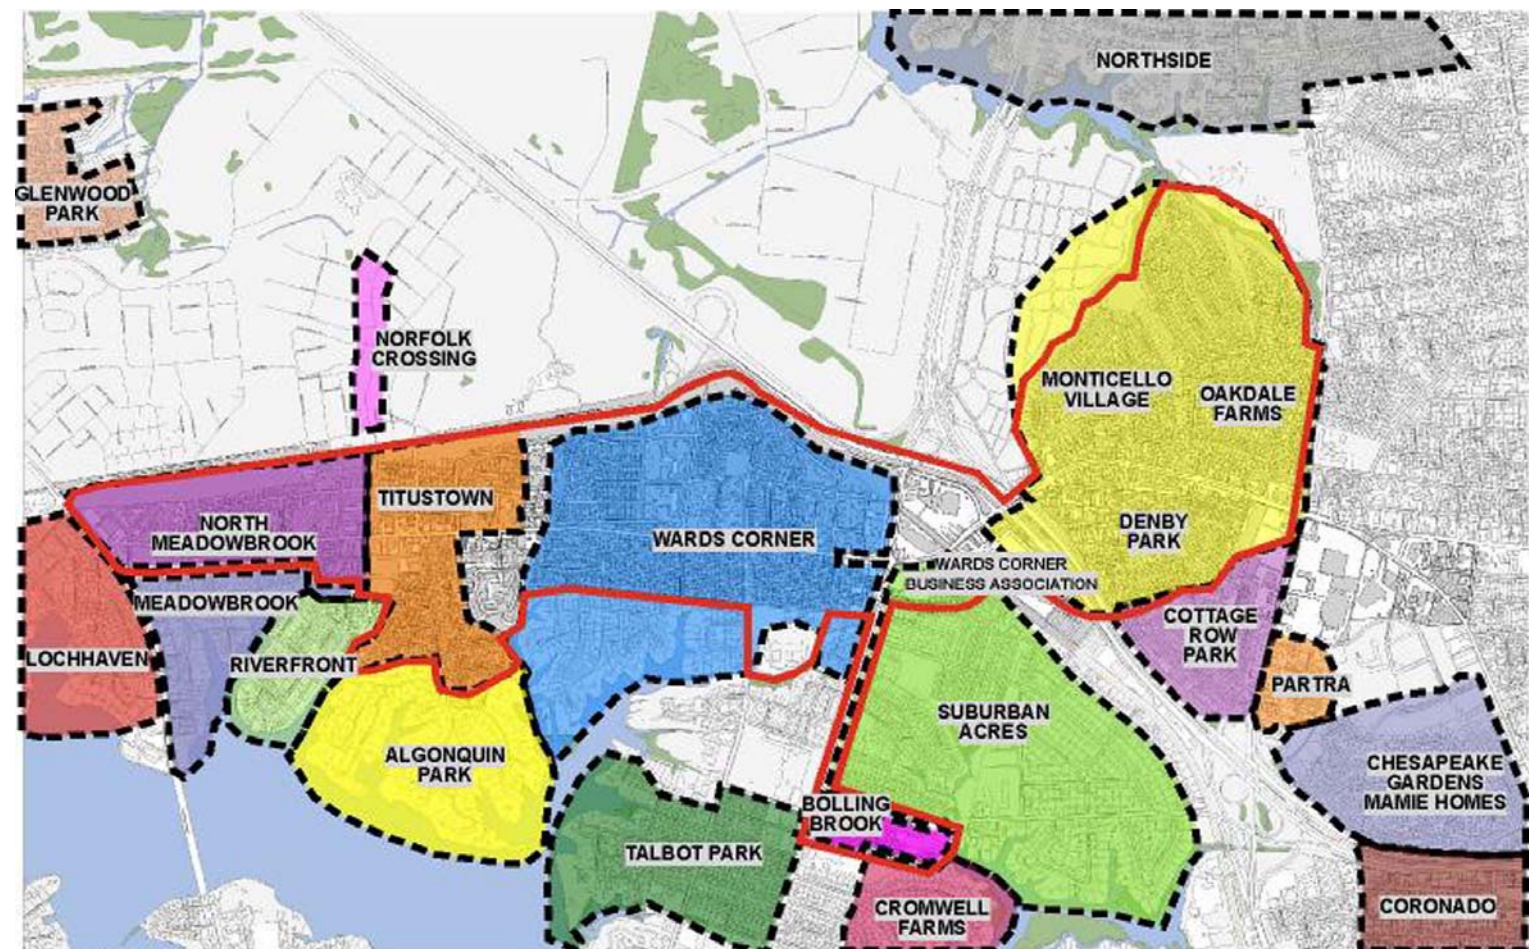 NORTHSIDE
GLENWOOD
PARK
NORFOLK
CROSSING
MONTICELLO
VILLAGE
OAKDALE
FARMS
TITUSTOWN
NORTH
MEADOWBROOK
WARDS CORNER
DENBY
PARK
WARDS CORNER
BUSINESS ASSOCIATION
MEADOWBROOK
COTTAGE
ROW
PARK
LOCHHAVEN
RIVERFRONT
PARTRA
SUBURBAN
ACRES
ALGONQUIN
PARK
CHESAPEAKE
GARDENS
MAMIE HOMES
BOLLING
BROOK
TALBOT PARK
CROMWELL
FARMS
CORONADO